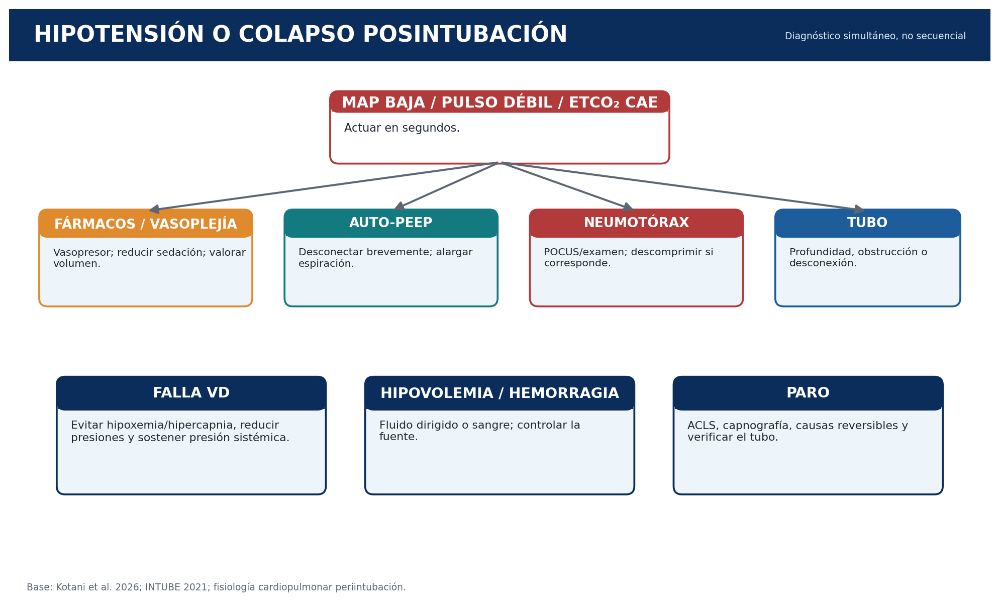 HIPOTENSIÓN O COLAPSO POSINTUBACIÓN
Diagnóstico simultáneo, no secuencial
MAP BAJA / PULSO DÉBIL / ETCO₂ CAE
Actuar en segundos.
FÁRMACOS / VASOPLEJÍA
Vasopresor; reducir sedación; valorar
volumen.
AUTO-PEEP
Desconectar brevemente; alargar
espiración.
NEUMOTÓRAX
POCUS/examen; descomprimir si
corresponde.
TUBO
Profundidad, obstrucción o
desconexión.
FALLA VD
Evitar hipoxemia/hipercapnia, reducir
presiones y sostener presión sistémica.
HIPOVOLEMIA / HEMORRAGIA
Fluido dirigido o sangre; controlar la
fuente.
PARO
ACLS, capnografía, causas reversibles y
verificar el tubo.
Base: Kotani et al. 2026; INTUBE 2021; fisiología cardiopulmonar periintubación.